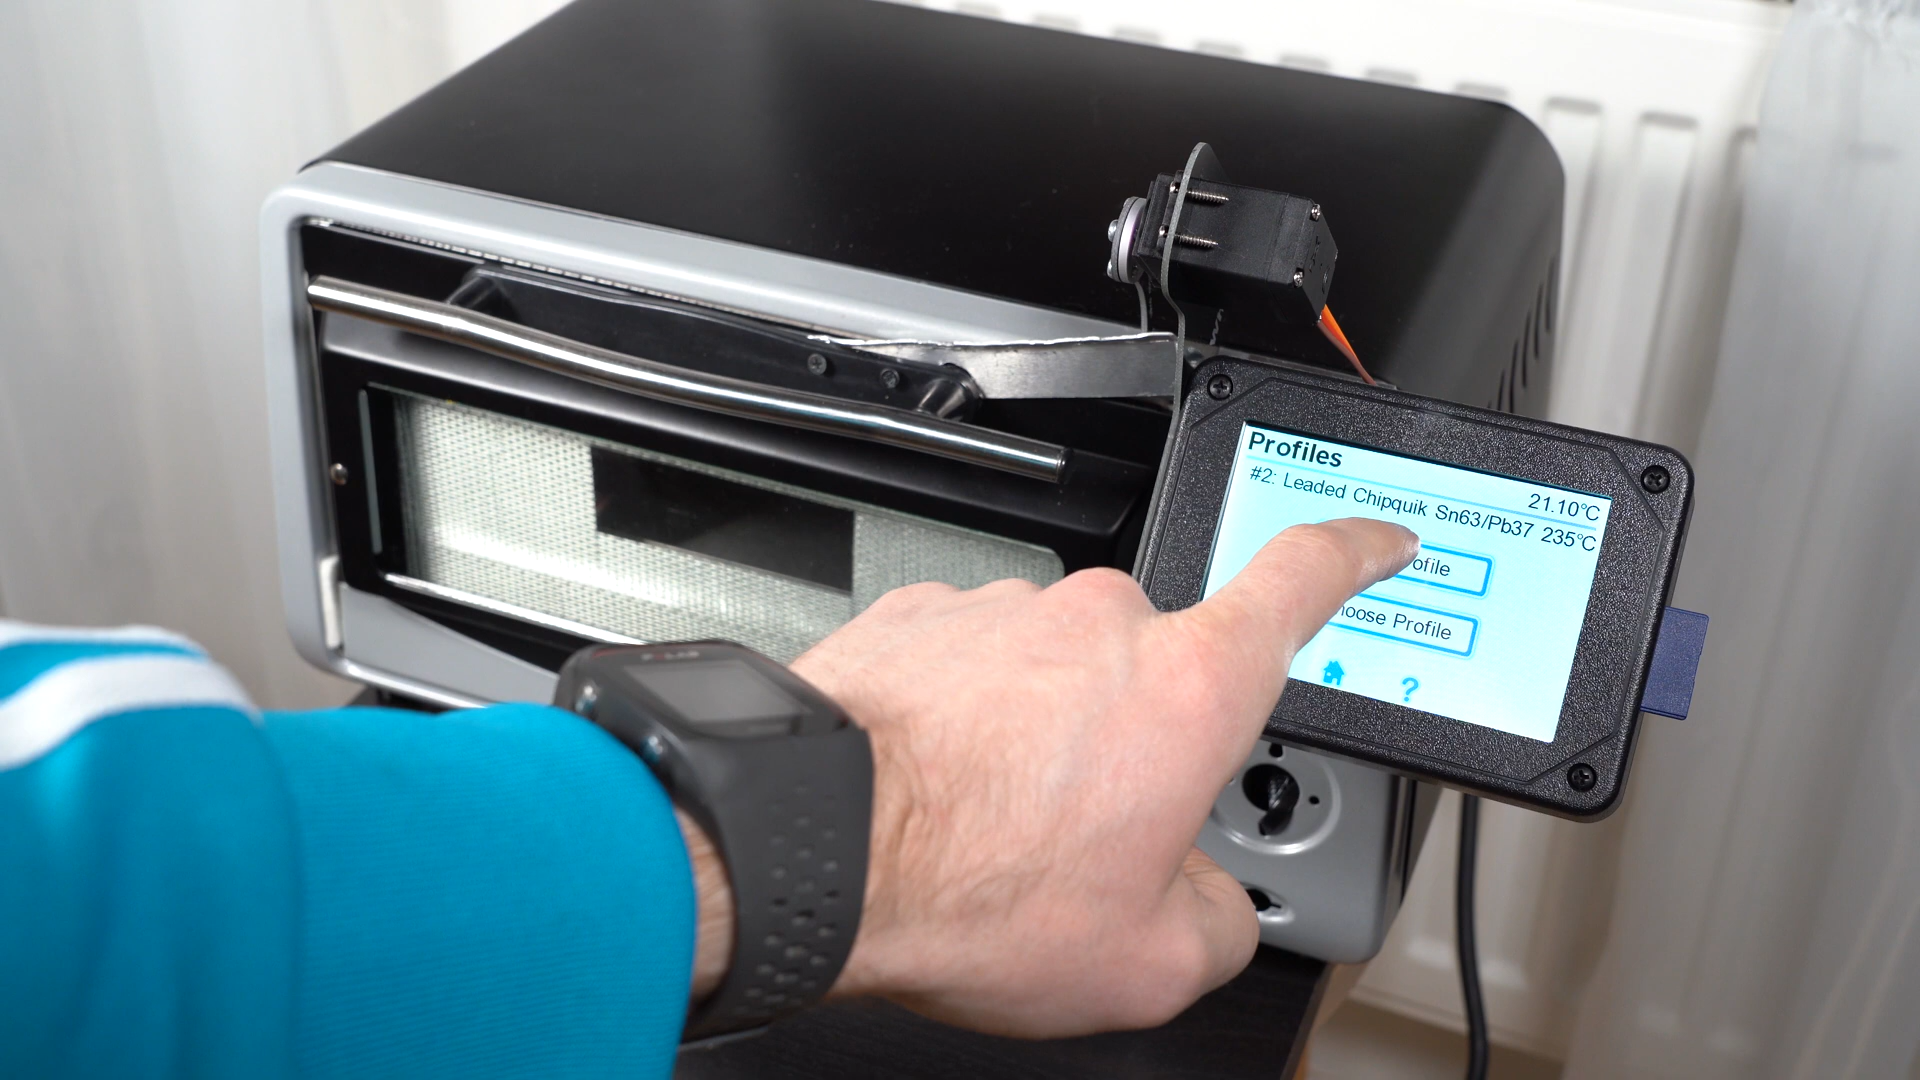 Profiles
21.10°C
#2: Leaded Chipquik Sn63/Pb37 235°C
ofile
hoose Profile
?